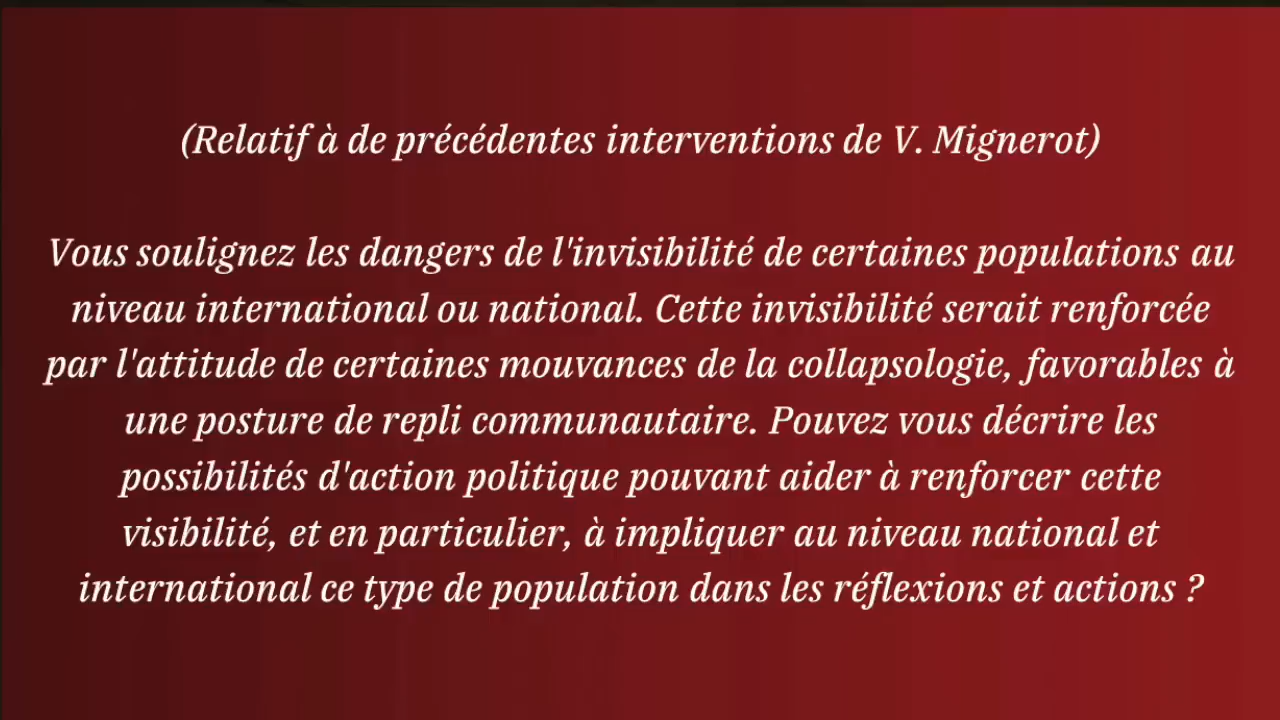 (Relatif à de précédentes interventions de V. Mignerot)
Vous soulignez les dangers de l'invisibilité de certaines populations au
niveau international ou national. Cette invisibilité serait renforcée
par l'attitude de certaines mouvances de la collapsologie, favorables à
une posture de repli communautaire. Pouvez vous décrire les
possibilités d'action politique pouvant aider à renforcer cette
visibilité, et en particulier, à impliquer au niveau national et
international ce type de population dans les réflexions et actions ?